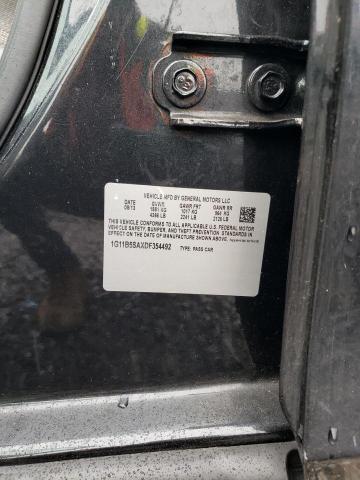 VEHICLE MFD BY GENERAL MOTORS LLC
DATE GVWR GAWR FRT GAWR RR
06/13 1981 KG 1017 KG 964 KG
4366 LB 2241 LB 2126 LB
THIS VEHICLE CONFORMS TO ALL APPLICABLE U.S. FEDERAL MOTOR
VEHICLE SAFETY, BUMPER, AND THEFT PREVENTION STANDARDS IN
EFFECT ON THE DATE OF MANUFACTURE SHOWN ABOVE.
1G11B5SAXDF354492 TYPE: PASS CAR